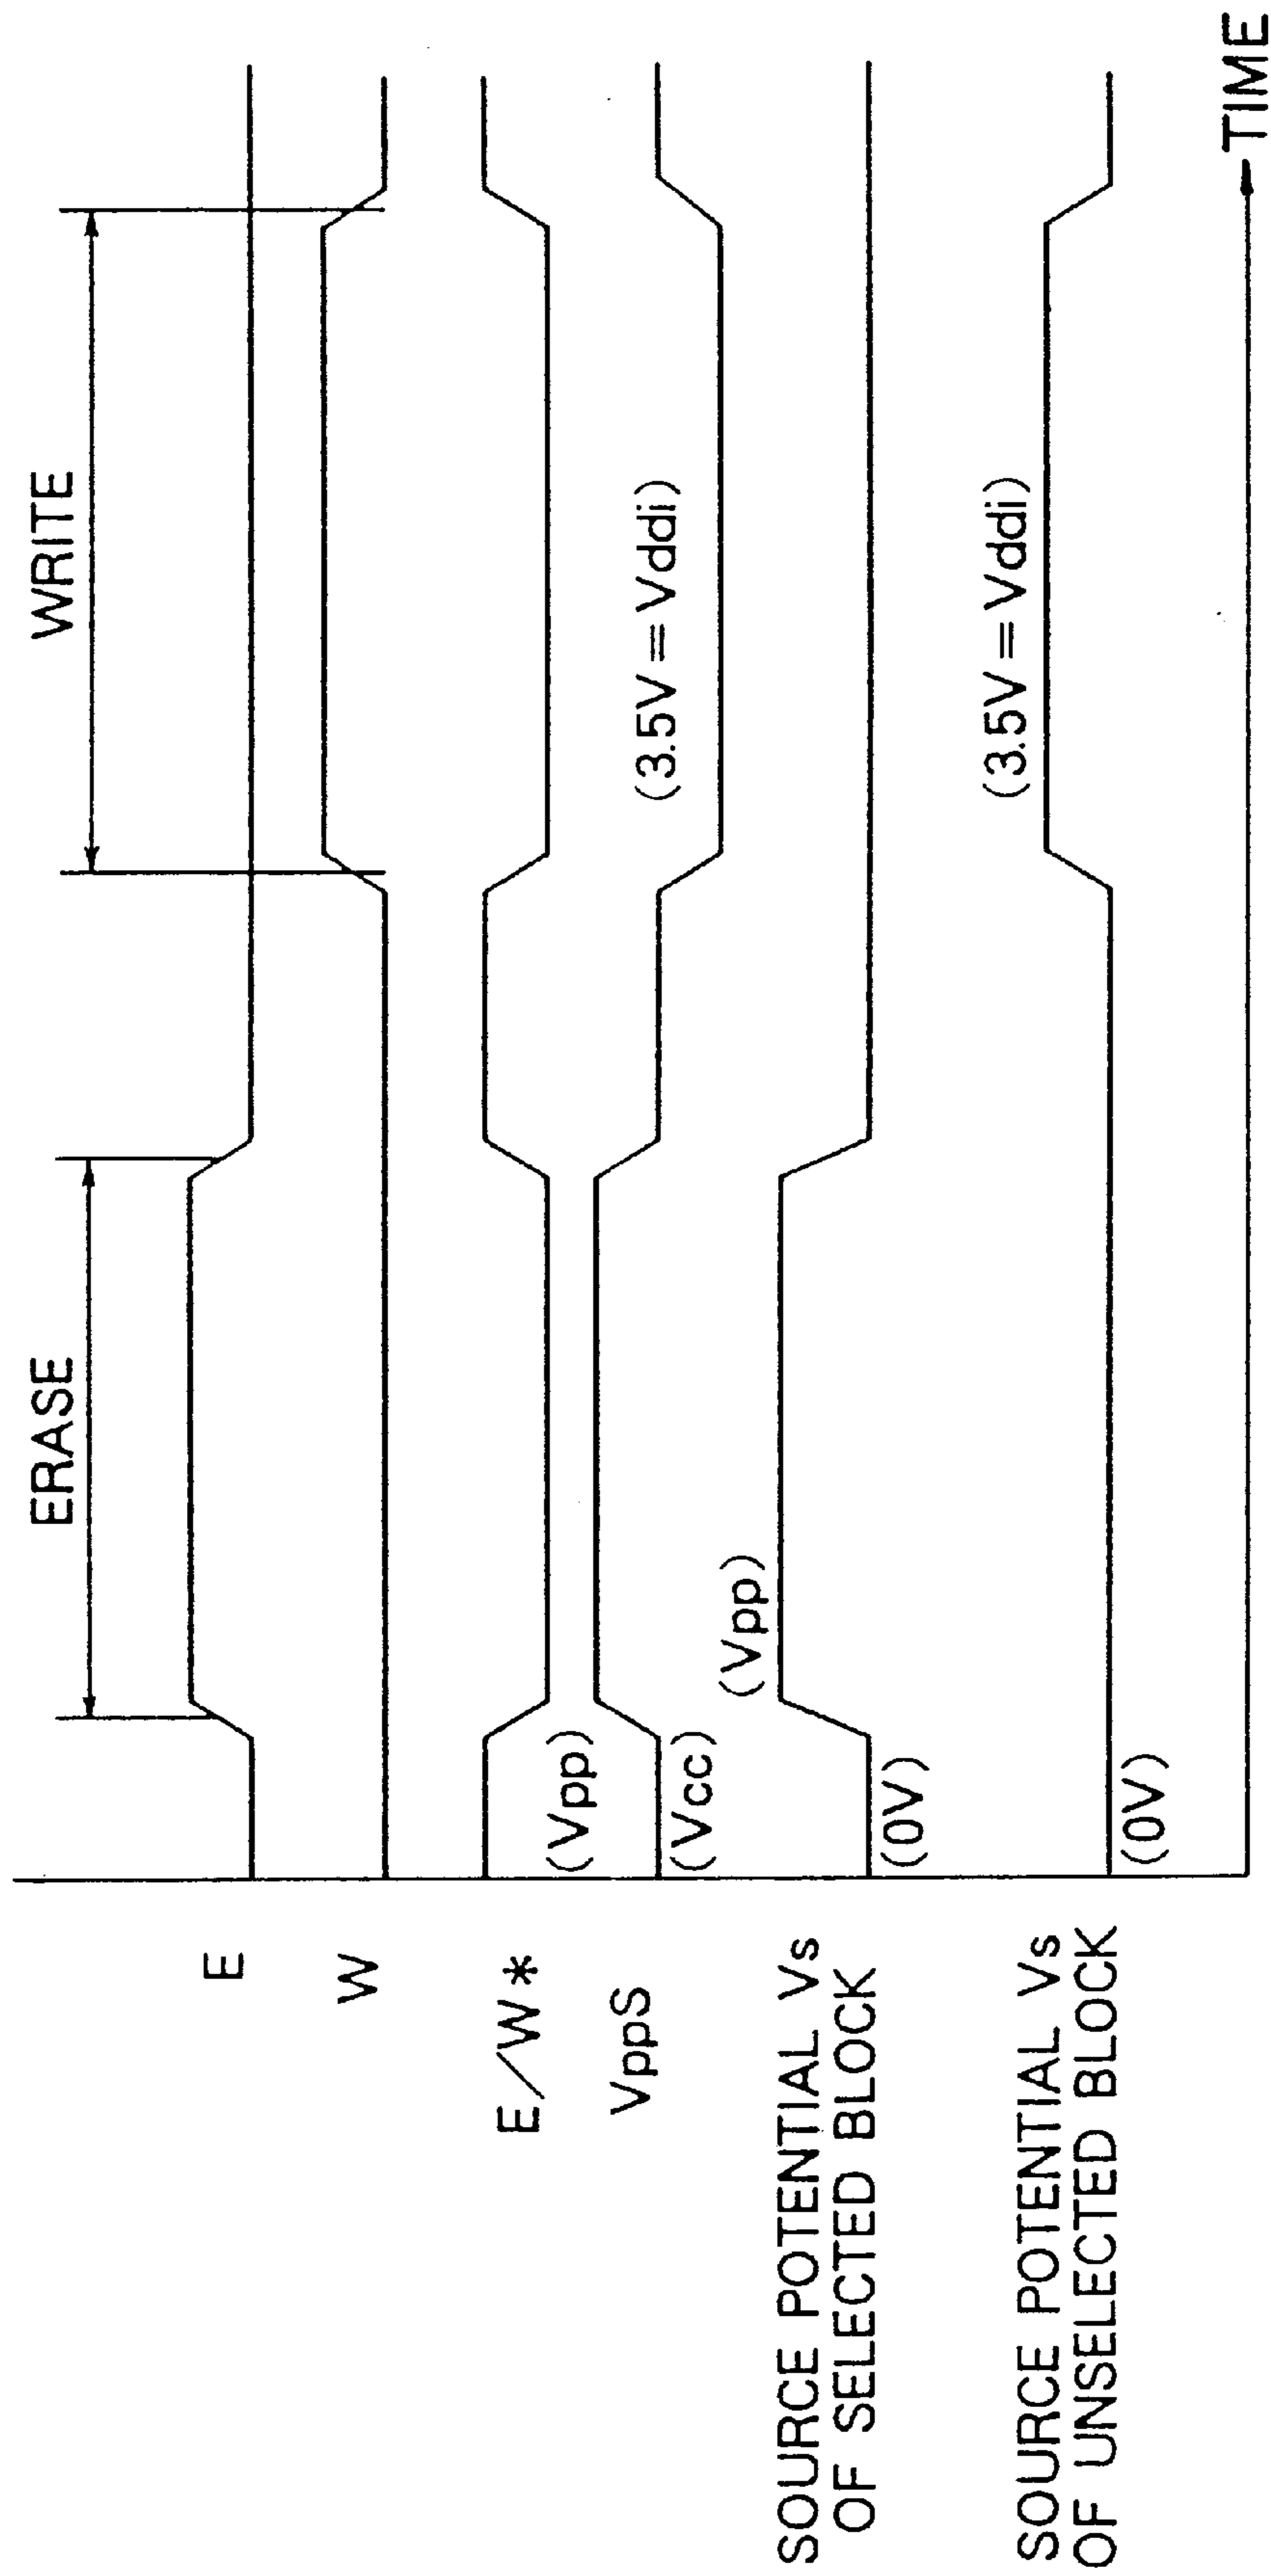 ERASE
WRITE
E
W
E/W*
(Vpp)
VppS
(Vcc)
(3.5V=Vddi)
(Vpp)
SOURCE POTENTIAL Vs
OF SELECTED BLOCK
(0V)
(3.5V=Vddi)
SOURCE POTENTIAL Vs
OF UNSELECTED BLOCK
(0V)
TIME